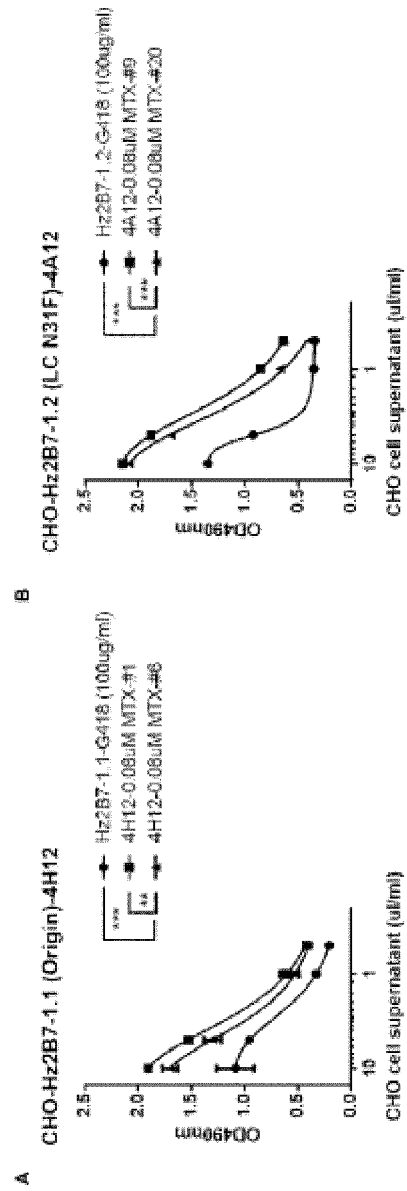 A
CHO-Hz2B7-1.1 (Origin)-4H12
Hz2B7-1.1-G418 (100ug/ml)
4H12-0.08uM MTX-#1
4H12-0.08uM MTX-#6
***
**
OD490nm
2.5
2.0
1.5
1.0
0.5
0.0
10
1
CHO cell supernatant (ul/ml)
B
CHO-Hz2B7-1.2 (LC N31F)-4A12
Hz2B7-1.2-G418 (100ug/ml)
4A12-0.08uM MTX-#9
4A12-0.08uM MTX-#20
***
***
OD490nm
2.5
2.0
1.5
1.0
0.5
0.0
10
1
CHO cell supernatant (ul/ml)